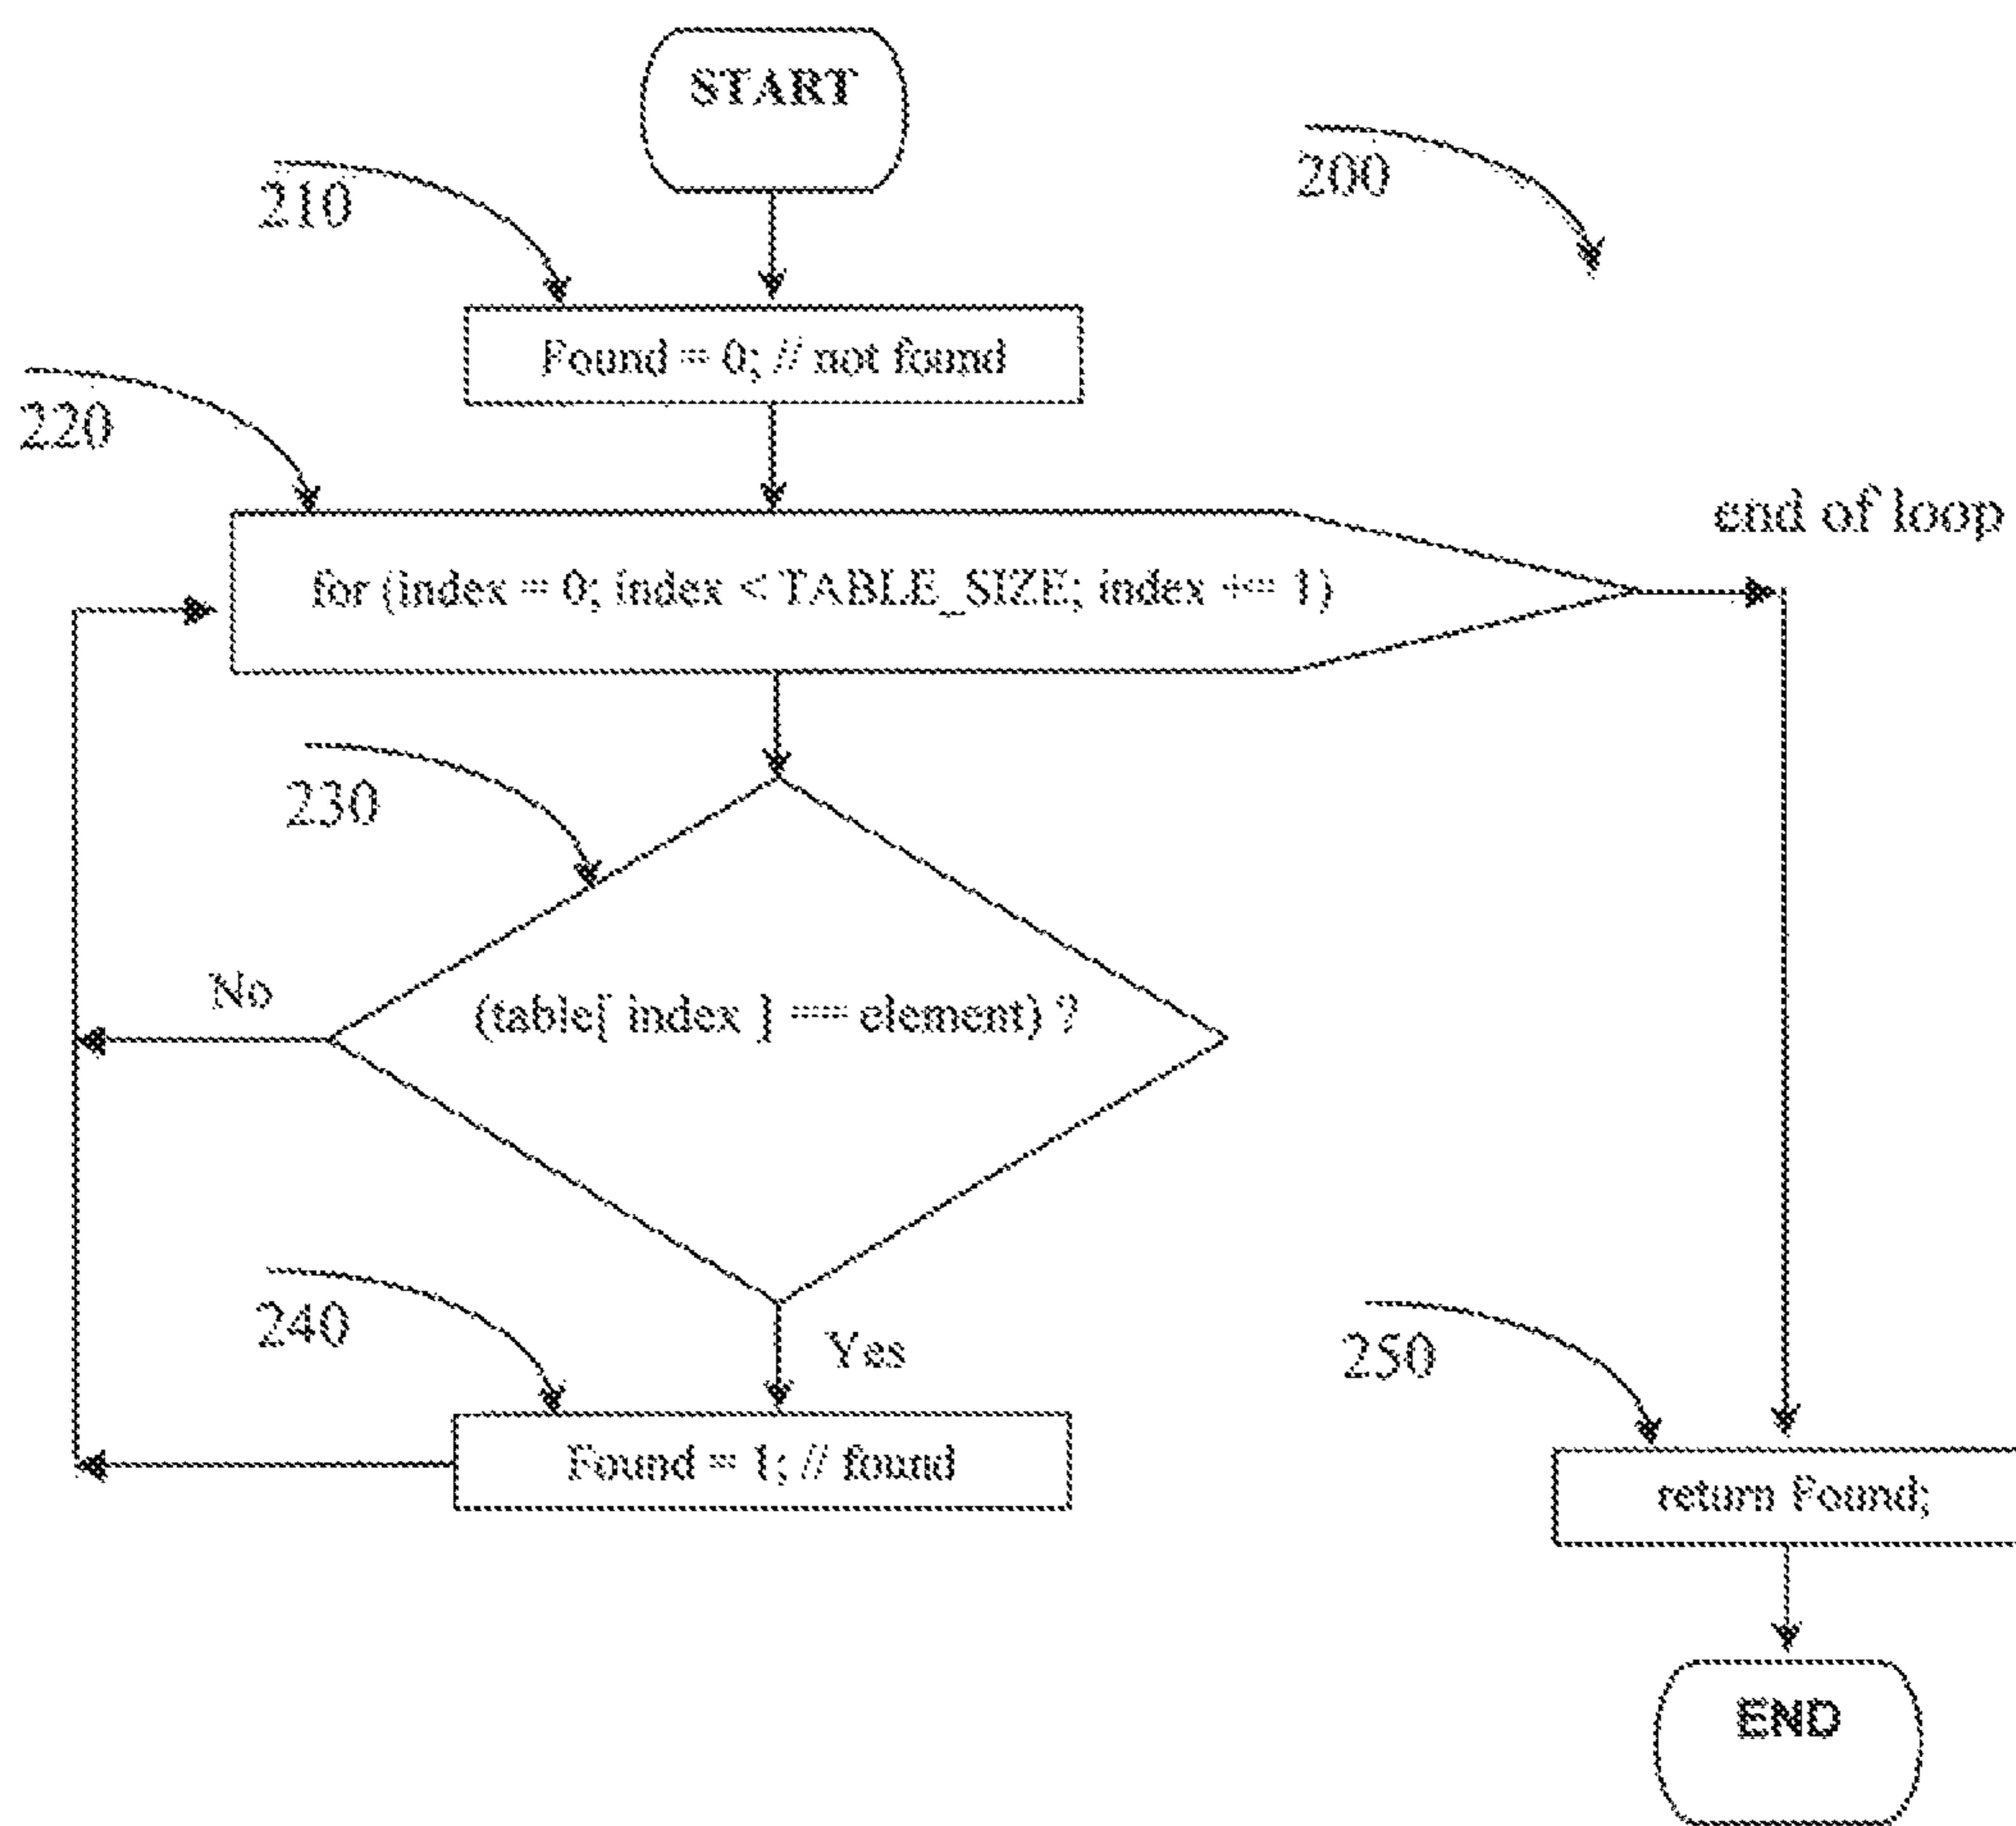 START
200
210
Found = 0; // not found
220
end of loop
for (index = 0; index < TABLE_SIZE; index += 1)
230
No
(table[ index ] == element) ?
240
Yes
250
Found = 1; // found
return Found;
END